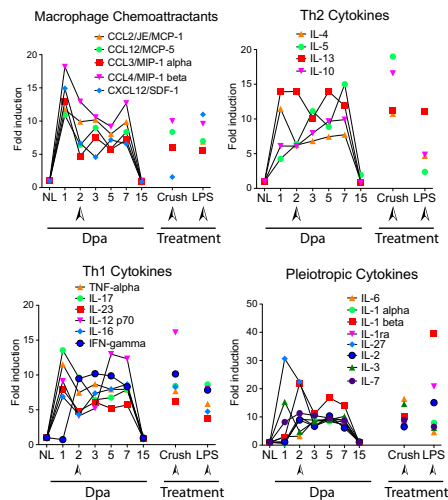 Macrophage Chemoattractants
Fold induction
20
15
10
5
0
CCL2/JE/MCP-1
CCL12/MCP-5
CCL3/MIP-1 alpha
CCL4/MIP-1 beta
CXCL12/SDF-1
NL 1 2 3 5 7 15 Crush LPS
Dpa Treatment
Th2 Cytokines
Fold induction
20
15
10
5
0
IL-4
IL-5
IL-13
IL-10
NL 1 2 3 5 7 15 Crush LPS
Dpa Treatment
Th1 Cytokines
Fold induction
20
15
10
5
0
TNF-alpha
IL-17
IL-23
IL-12 p70
IL-16
IFN-gamma
NL 1 2 3 5 7 15 Crush LPS
Dpa Treatment
Pleiotropic Cytokines
Fold induction
50
40
30
20
10
0
IL-6
IL-1 alpha
IL-1 beta
IL-1ra
IL-27
IL-2
IL-3
IL-7
NL 1 2 3 5 7 15 Crush LPS
Dpa Treatment